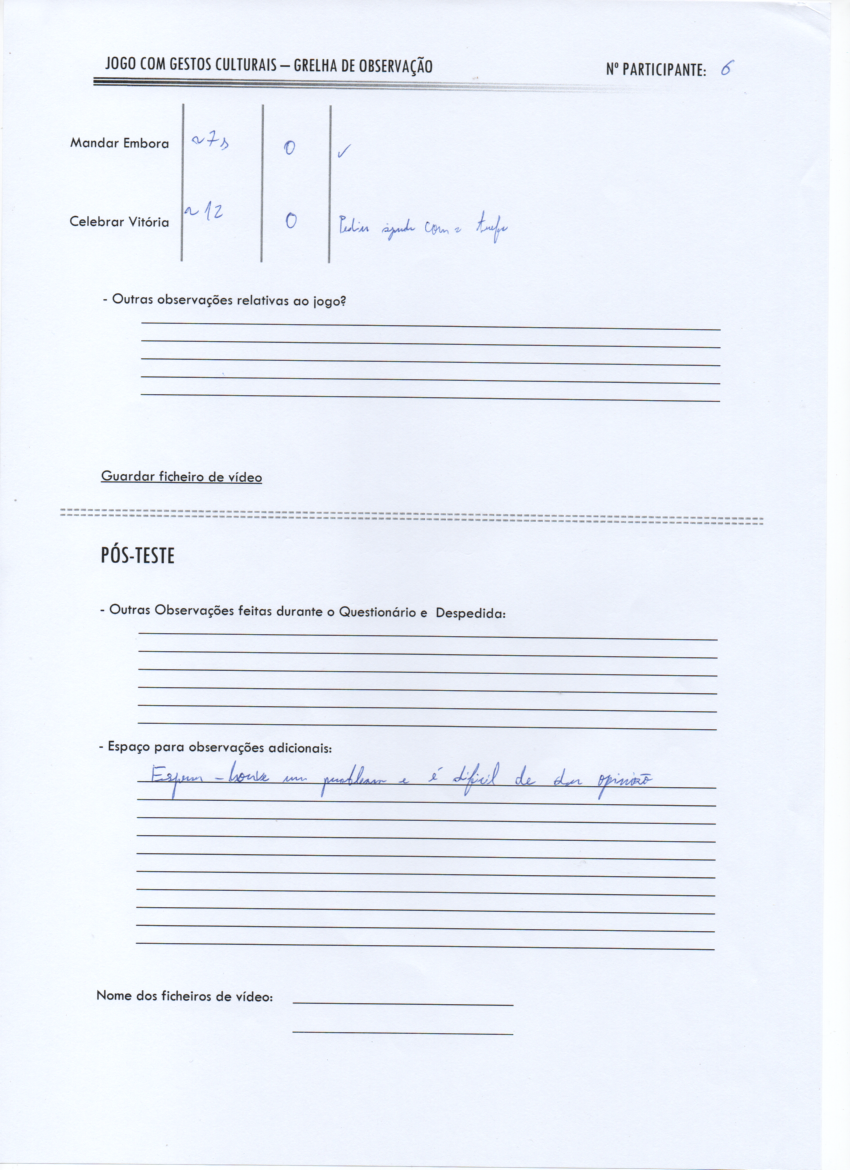 JOGO COM GESTOS CULTURAIS – GRELHA DE OBSERVAÇÃO Nº PARTICIPANTE: 6
Mandar Embora ~7s 0 ✓
Celebrar Vitória ~12 0 Pediu ajuda com a tarefa
- Outras observações relativas ao jogo?
Guardar ficheiro de vídeo
PÓS-TESTE
- Outras Observações feitas durante o Questionário e Despedida:
- Espaço para observações adicionais:
houve um problema e é dificil de dar opinião
Nome dos ficheiros de vídeo: